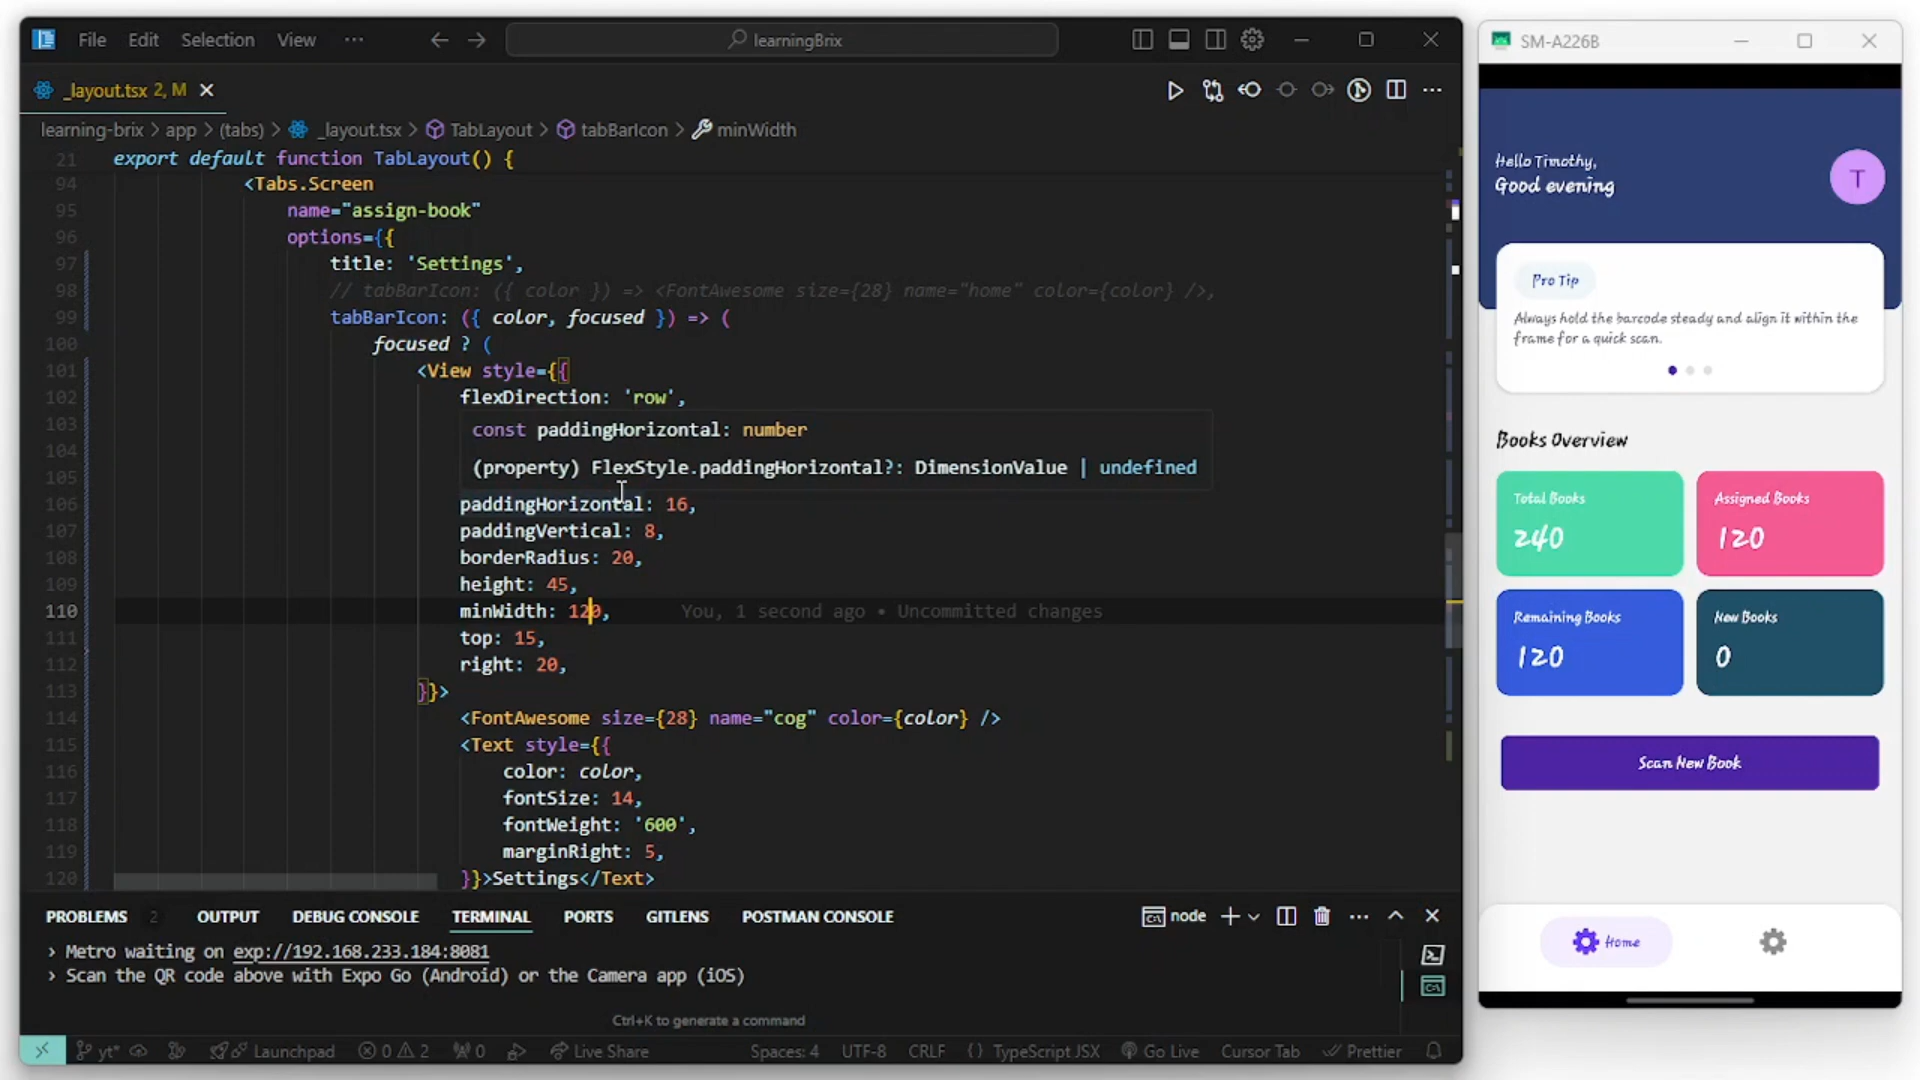 File Edit Selection View ···
learningBrix
_layout.tsx 2, M
learning-brix > app > (tabs) > _layout.tsx > TabLayout > tabBarIcon > minWidth
21 export default function TabLayout() {
94 <Tabs.Screen
95 name="assign-book"
96 options={{
97 title: 'Settings',
98 // tabBarIcon: ({ color }) => <FontAwesome size={28} name="home" color={color} />,
99 tabBarIcon: ({ color, focused }) => (
100 focused ? (
101 <View style={{
102 flexDirection: 'row',
103
const paddingHorizontal: number
104
(property) FlexStyle.paddingHorizontal?: DimensionValue | undefined
105
106 paddingHorizontal: 16,
107 paddingVertical: 8,
108 borderRadius: 20,
109 height: 45,
110 minWidth: 120, You, 1 second ago • Uncommitted changes
111 top: 15,
112 right: 20,
113 }}>
114 <FontAwesome size={28} name="cog" color={color} />
115 <Text style={{
116 color: color,
117 fontSize: 14,
118 fontWeight: '600',
119 marginRight: 5,
120 }}>Settings</Text>
PROBLEMS 2 OUTPUT DEBUG CONSOLE TERMINAL PORTS GITLENS POSTMAN CONSOLE
node
› Metro waiting on exp://192.168.233.184:8081
› Scan the QR code above with Expo Go (Android) or the Camera app (iOS)
Ctrl+K to generate a command
yt* Launchpad 0 2 0 Live Share Spaces: 4 UTF-8 CRLF {} TypeScript JSX Go Live Cursor Tab Prettier
SM-A226B
Hello Timothy,
Good evening
T
Pro Tip
Always hold the barcode steady and align it within the
frame for a quick scan.
Books Overview
Total Books
240
Assigned Books
120
Remaining Books
120
New Books
0
Scan New Book
Home